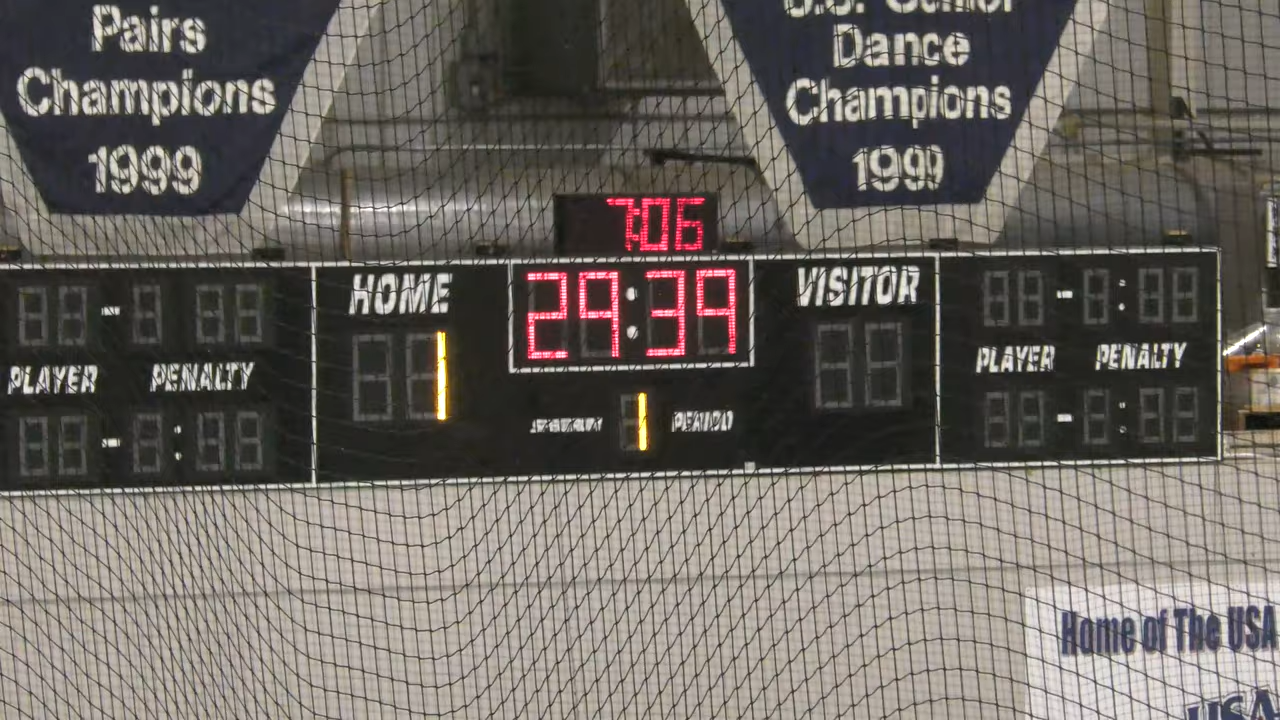 Pairs
Champions
1999
Dance
Champions
1999
7:06
HOME
29:39
VISITOR
1
PLAYER PENALTY
PLAYER PENALTY
1 PERIOD
Home of The USA
USA